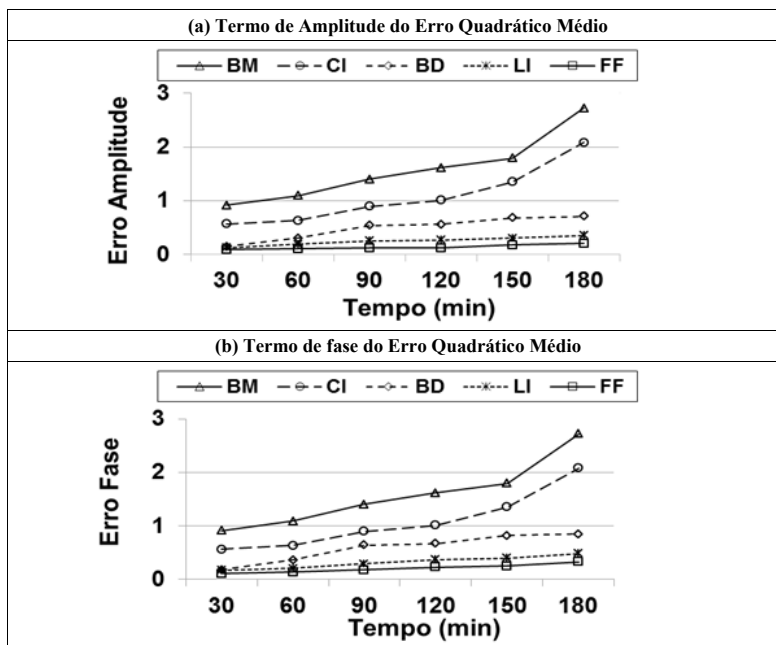 (a) Termo de Amplitude do Erro Quadrático Médio
BM CI BD LI FF
Erro Amplitude
3
2
1
0
30 60 90 120 150 180
Tempo (min)
(b) Termo de fase do Erro Quadrático Médio
BM CI BD LI FF
Erro Fase
3
2
1
0
30 60 90 120 150 180
Tempo (min)